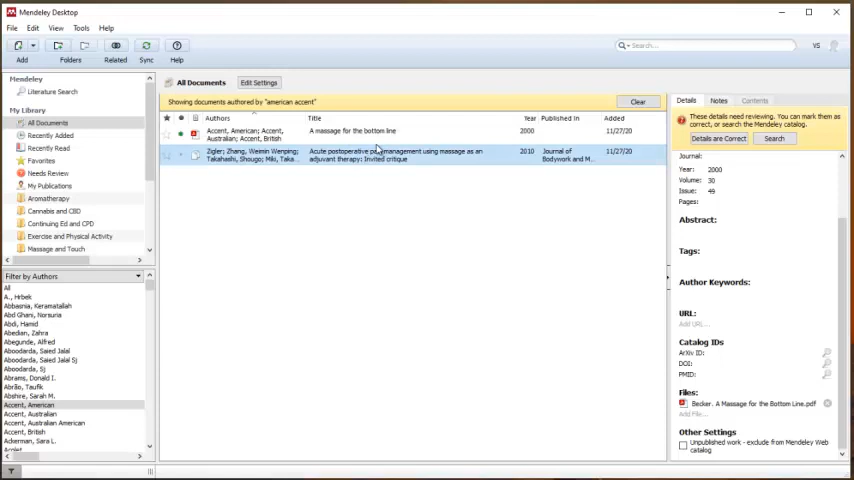 Mendeley Desktop
File Edit View Tools Help
Add Folders Related Sync Help
Search...
VS
Mendeley
Literature Search
My Library
All Documents
Recently Added
Recently Read
Favorites
Needs Review
My Publications
Aromatherapy
Cannabis and CBD
Continuing Ed and CPD
Exercise and Physical Activity
Massage and Touch
Filter by Authors
All
A., Hrbek
Abbasnia, Keramatallah
Abd Ghani, Norsuria
Abdi, Hamid
Abedian, Zahra
Abegunde, Alfred
Aboodarda, Saied Jalal
Aboodarda, Saied Jalal Sj
Aboodarda, Sj
Abrams, Donald I.
Abrão, Taufik
Abshire, Sarah M.
Accent, American
Accent, Australian
Accent, Australian American
Accent, British
Ackerman, Sara L.
All Documents
Edit Settings
Showing documents authored by "american accent"
Clear
Authors Title Year Published In Added
Accent, American; Accent, A massage for the bottom line 2000 11/27/20
Australian; Accent, British
Zigler; Zhang, Weimin Wenping; Acute postoperative management using massage as an 2010 Journal of 11/27/20
Takahashi, Shougo; Miki, Taka... adjuvant therapy: Invited critique Bodywork and M...
Details Notes Contents
These details need reviewing. You can mark them as correct, or search the Mendeley catalog.
Details are Correct Search
Journal:
Year: 2000
Volume: 30
Issue: 49
Pages:
Abstract:
Tags:
Author Keywords:
URL:
Add URL...
Catalog IDs
ArXiv ID:
DOI:
PMID:
Files:
Becker. A Massage for the Bottom Line.pdf
Add File...
Other Settings
Unpublished work - exclude from Mendeley Web
catalog